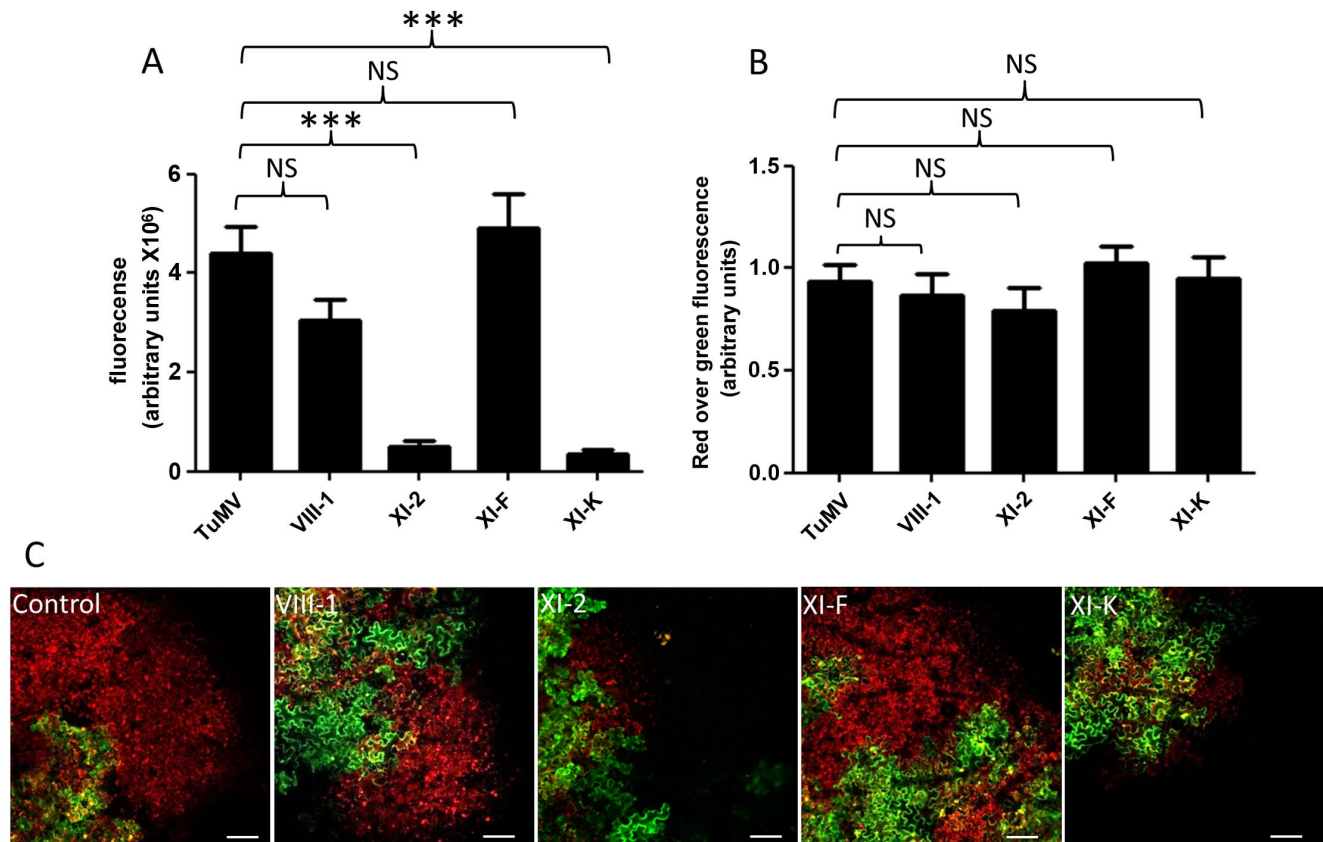 A
***
NS
***
NS
fluorecense
(arbitrary units X10⁶)
6
4
2
0
TuMV
VIII-1
XI-2
XI-F
XI-K
B
NS
NS
NS
NS
Red over green fluorescence
(arbitrary units)
1.5
1.0
0.5
0.0
TuMV
VIII-1
XI-2
XI-F
XI-K
C
Control
VIII-1
XI-2
XI-F
XI-K